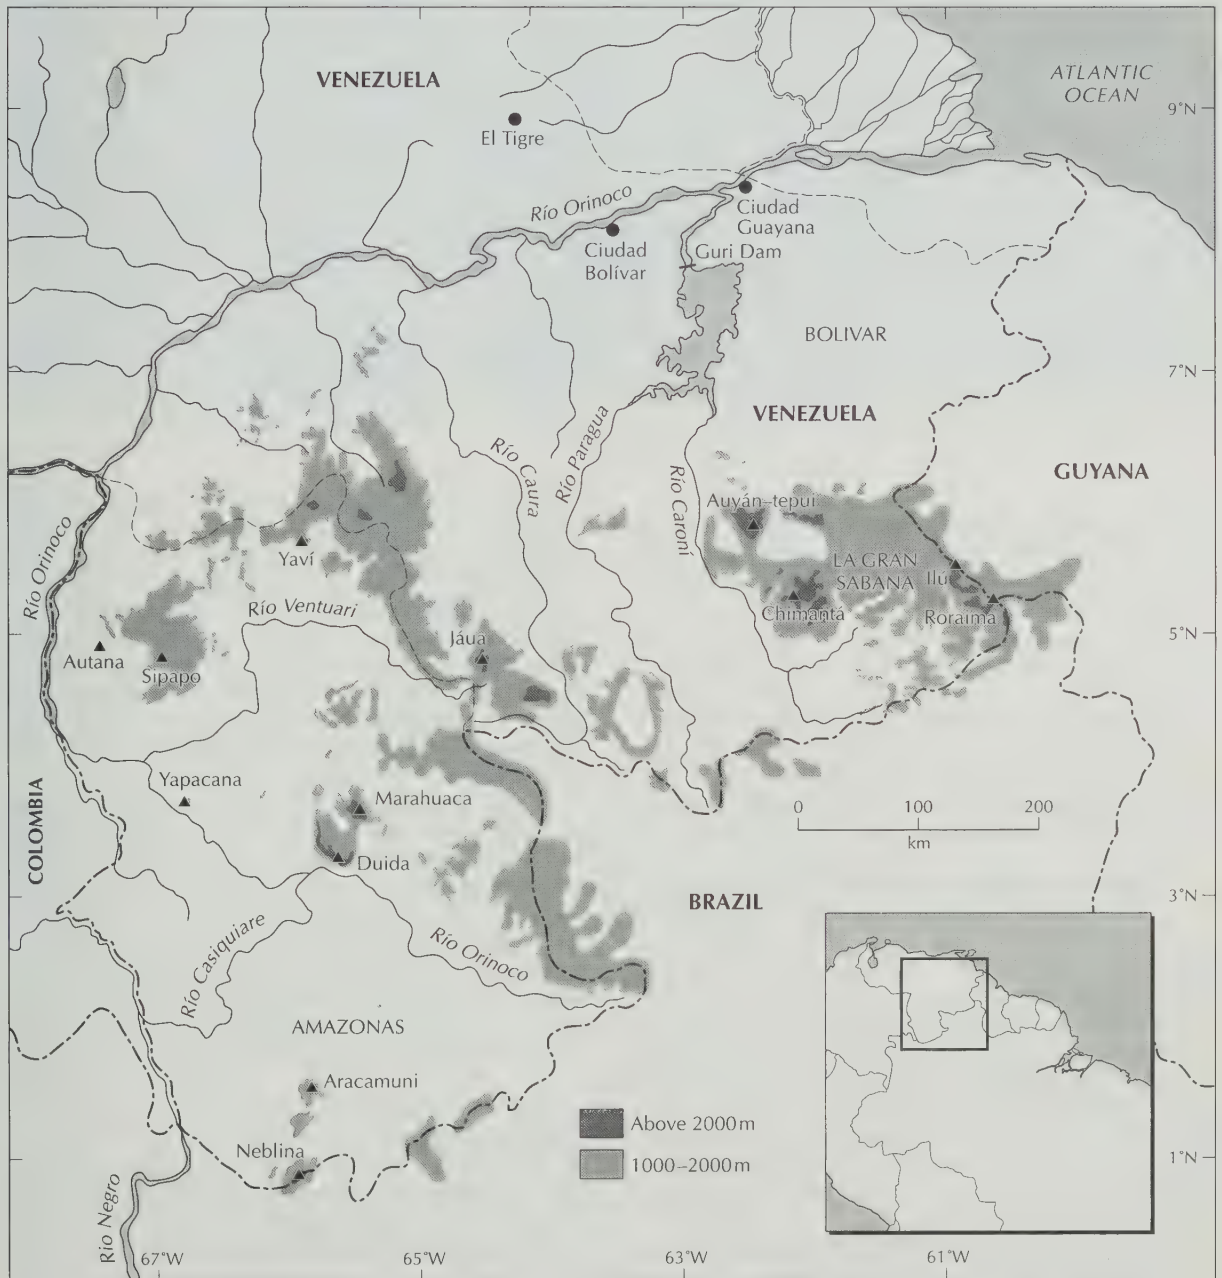 VENEZUELA
ATLANTIC
OCEAN
9°N
El Tigre
Río Orinoco
Ciudad
Guayana
Ciudad
Bolívar
Guri Dam
BOLIVAR
7°N
VENEZUELA
GUYANA
Río Caura
Río Paragua
Río Caroní
Auyán-tepui
Río Orinoco
Yaví
LA GRAN
SABANA
Ilú
Chimantá
Roraima
Río Ventuari
Jáua
5°N
Autana
Sipapo
COLOMBIA
Yapacana
Marahuaca
Duida
0 100 200
km
BRAZIL
3°N
Río Casiquiare
Río Orinoco
AMAZONAS
Aracamuni
Above 2000m
Neblina
1000–2000m
1°N
Rio Negro
67°W
65°W
63°W
61°W